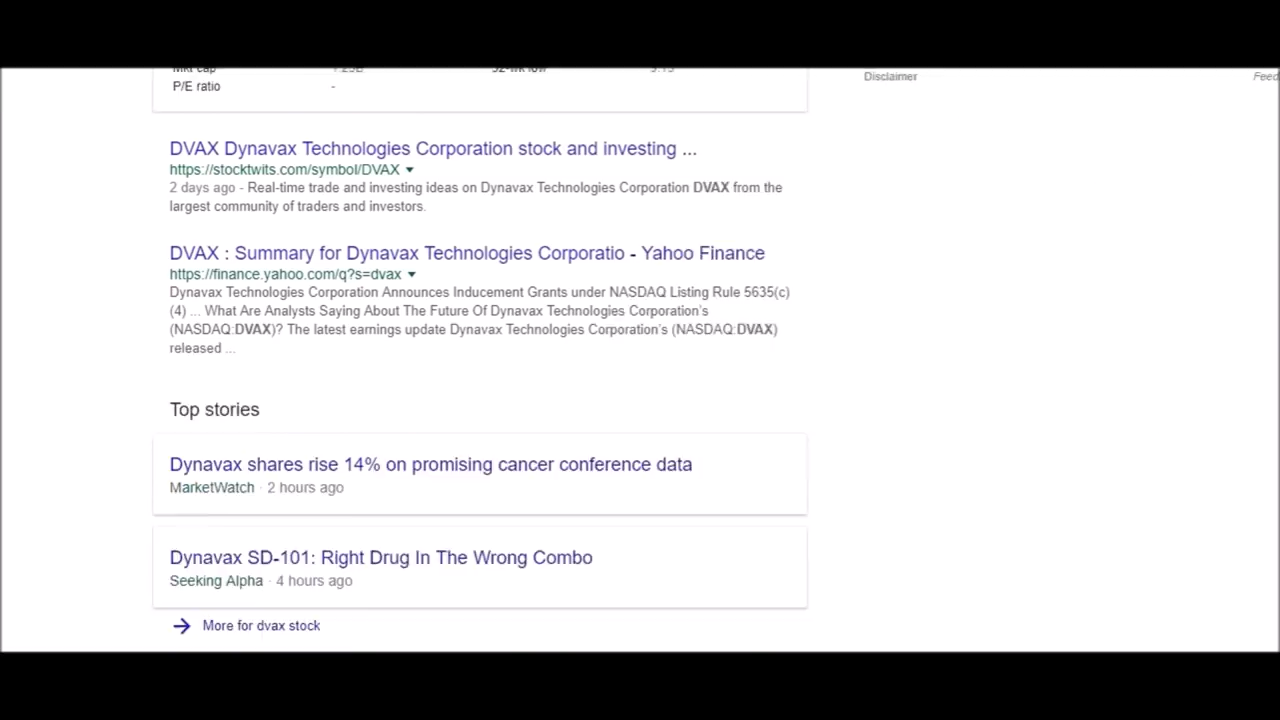 P/E ratio -
Disclaimer
DVAX Dynavax Technologies Corporation stock and investing ...
https://stocktwits.com/symbol/DVAX
2 days ago - Real-time trade and investing ideas on Dynavax Technologies Corporation DVAX from the
largest community of traders and investors.
DVAX : Summary for Dynavax Technologies Corporatio - Yahoo Finance
https://finance.yahoo.com/q?s=dvax
Dynavax Technologies Corporation Announces Inducement Grants under NASDAQ Listing Rule 5635(c)
(4) ... What Are Analysts Saying About The Future Of Dynavax Technologies Corporation's
(NASDAQ:DVAX)? The latest earnings update Dynavax Technologies Corporation's (NASDAQ:DVAX)
released ...
Top stories
Dynavax shares rise 14% on promising cancer conference data
MarketWatch · 2 hours ago
Dynavax SD-101: Right Drug In The Wrong Combo
Seeking Alpha · 4 hours ago
More for dvax stock